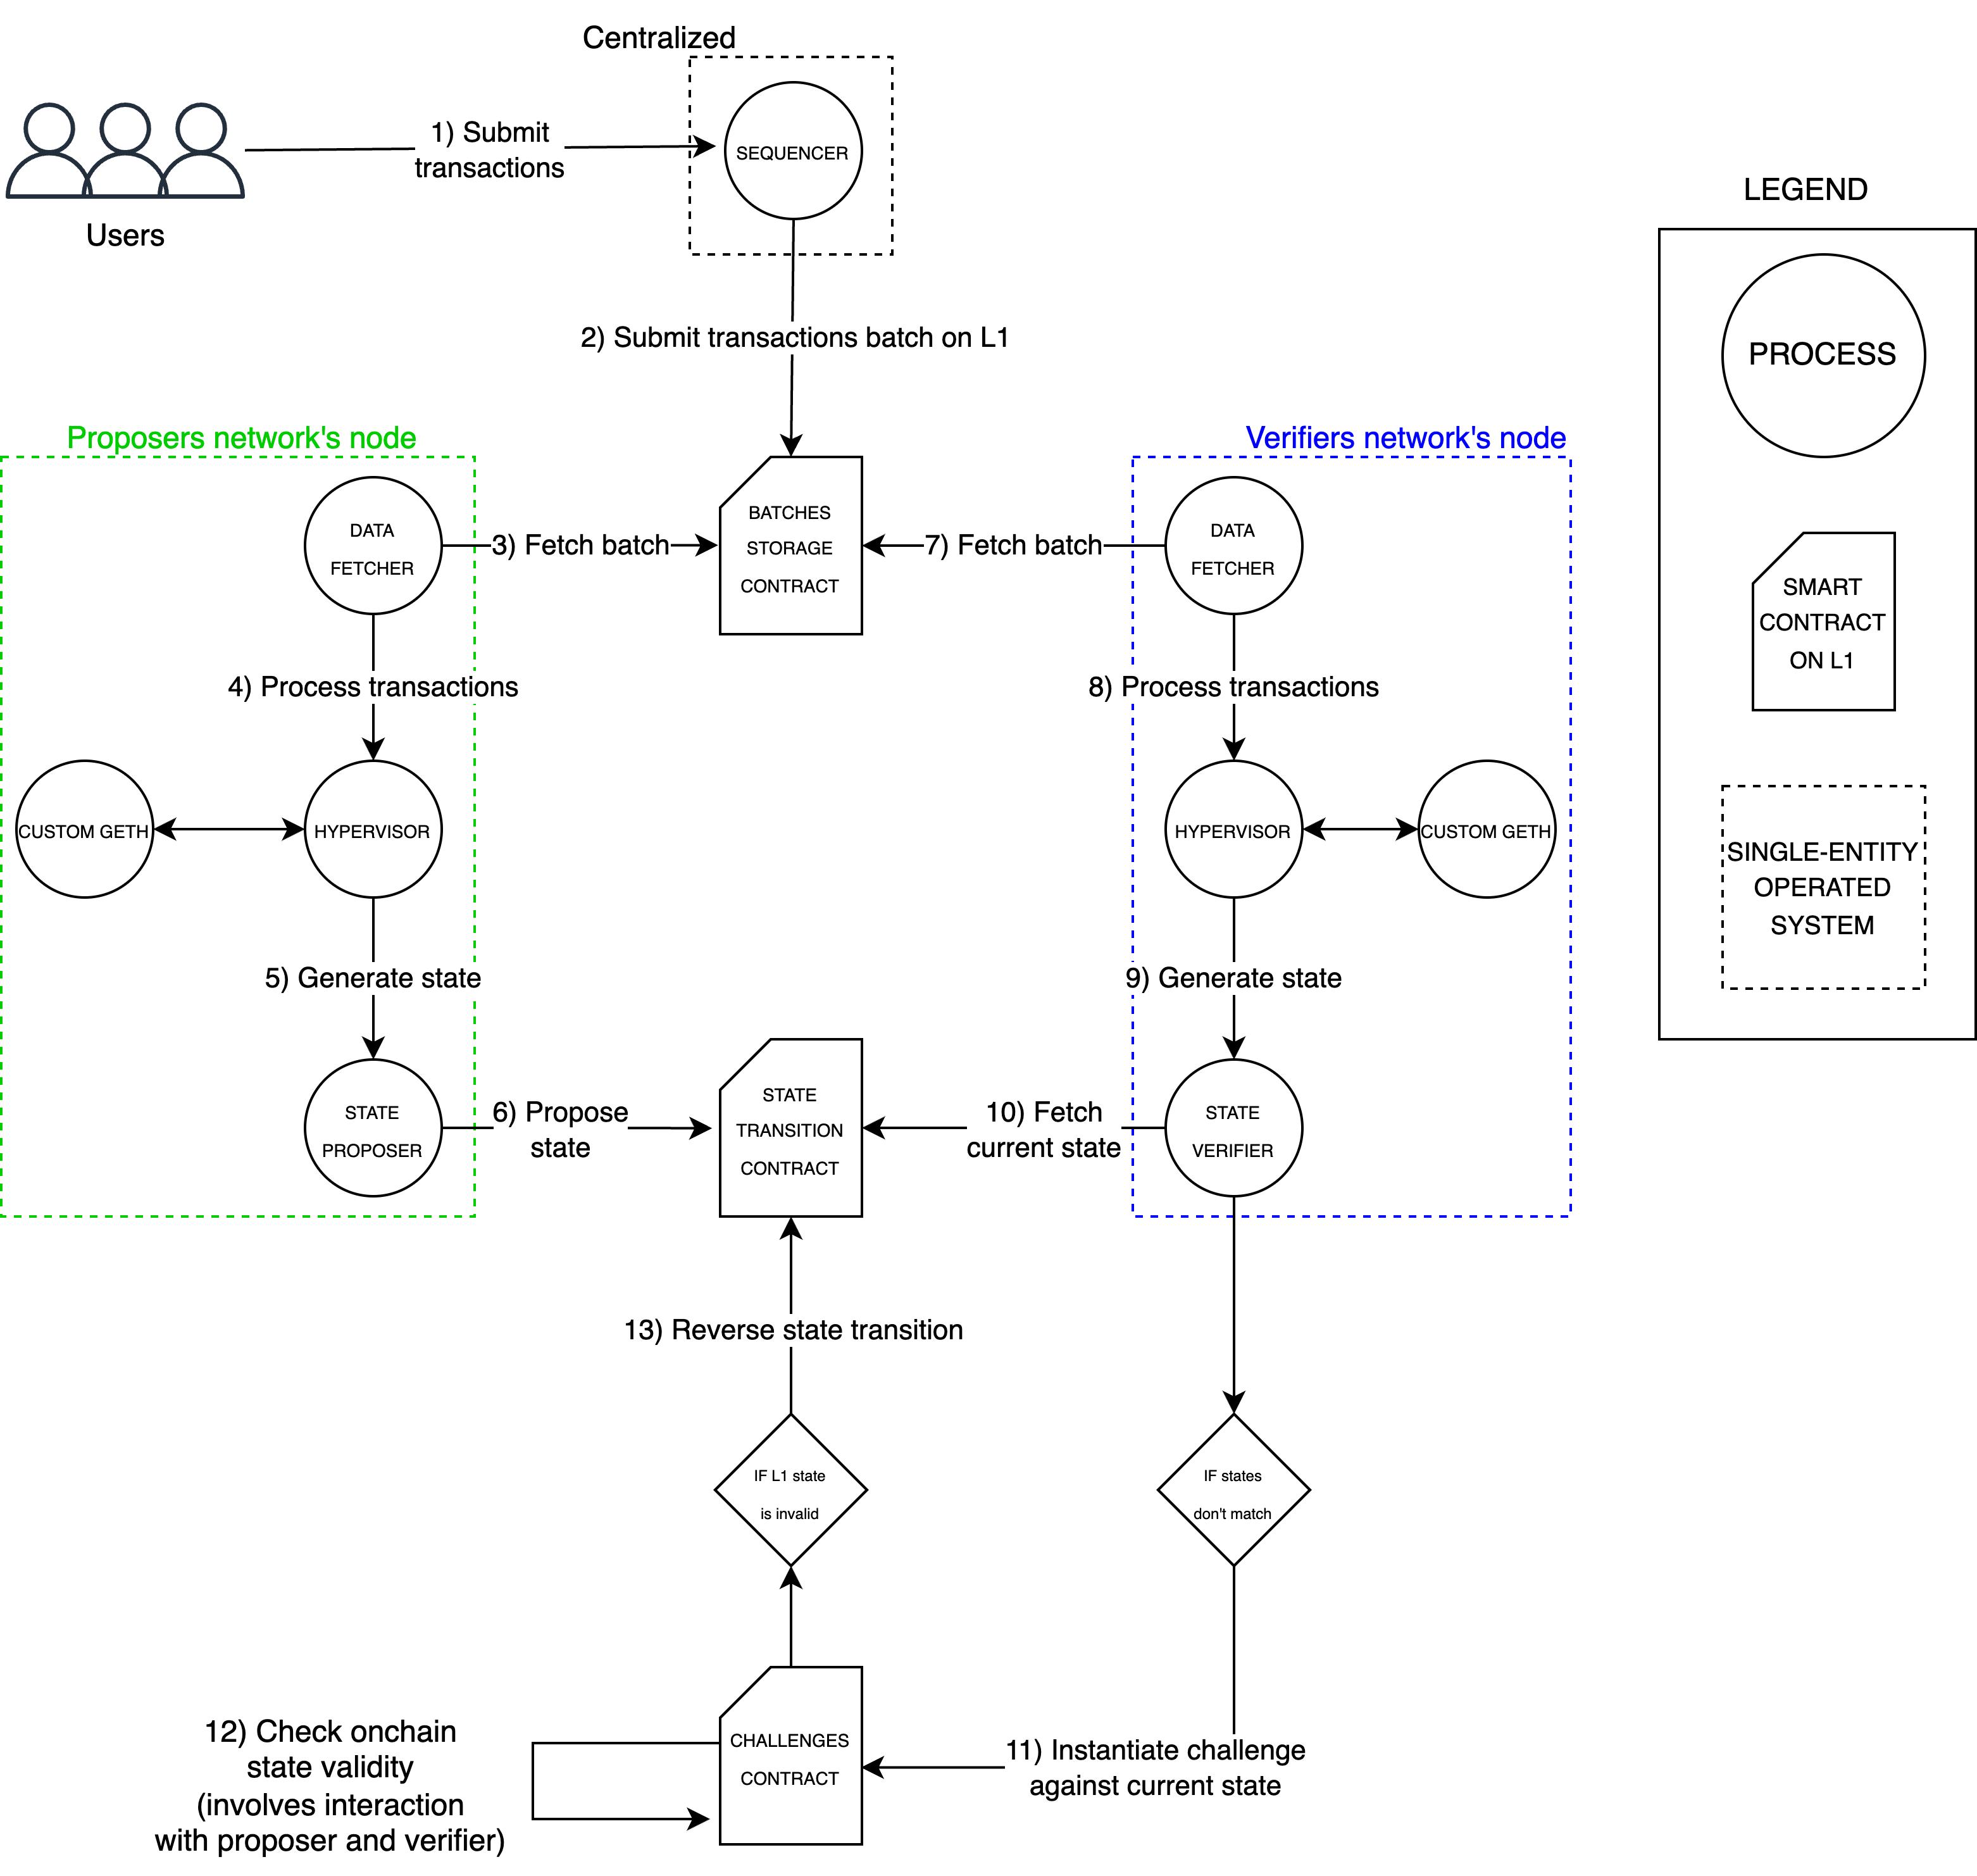 Centralized
1) Submit
transactions
SEQUENCER
Users
LEGEND
PROCESS
SMART
CONTRACT
ON L1
SINGLE-ENTITY
OPERATED
SYSTEM
2) Submit transactions batch on L1
Proposers network's node
Verifiers network's node
DATA
FETCHER
3) Fetch batch
BATCHES
STORAGE
CONTRACT
7) Fetch batch
DATA
FETCHER
4) Process transactions
8) Process transactions
CUSTOM GETH
HYPERVISOR
HYPERVISOR
CUSTOM GETH
5) Generate state
9) Generate state
STATE
PROPOSER
6) Propose
state
STATE
TRANSITION
CONTRACT
10) Fetch
current state
STATE
VERIFIER
13) Reverse state transition
IF L1 state
is invalid
IF states
don't match
12) Check onchain
state validity
(involves interaction
with proposer and verifier)
CHALLENGES
CONTRACT
11) Instantiate challenge
against current state